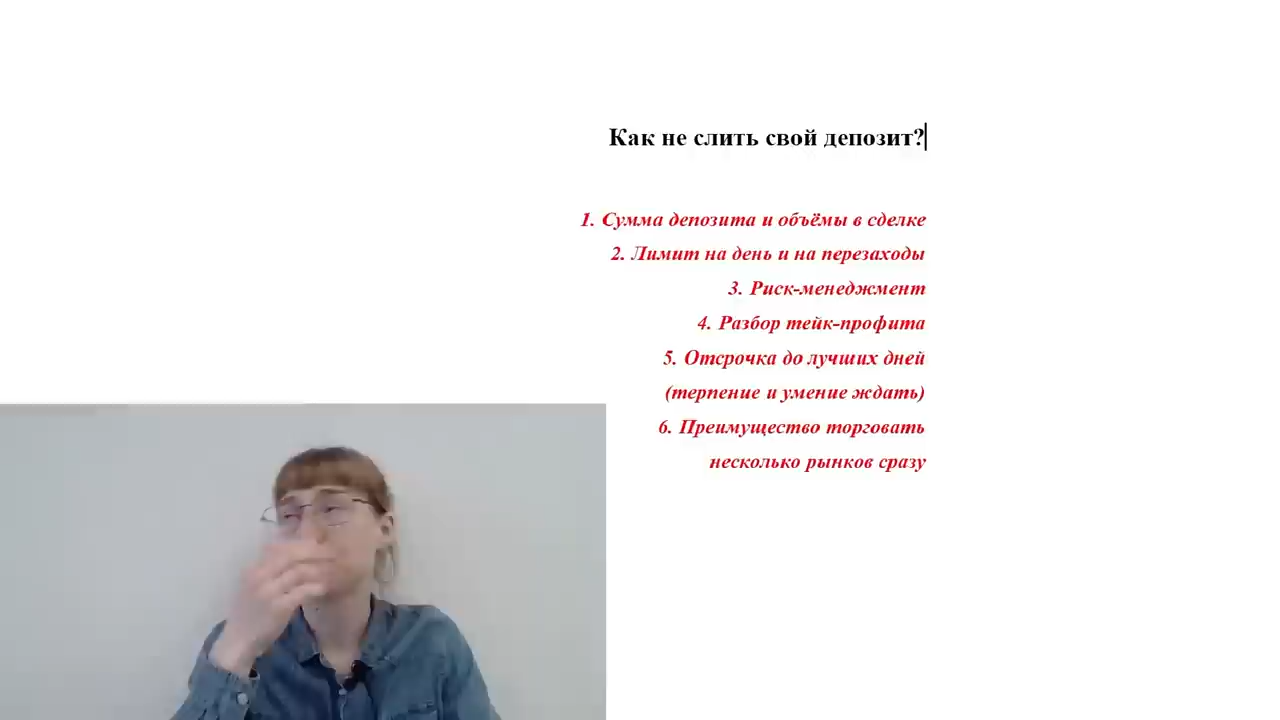 Как не слить свой депозит?
1. Сумма депозита и объёмы в сделке
2. Лимит на день и на перезаходы
3. Риск-менеджмент
4. Разбор тейк-профита
5. Отсрочка до лучших дней
(терпение и умение ждать)
6. Преимущество торговать
несколько рынков сразу